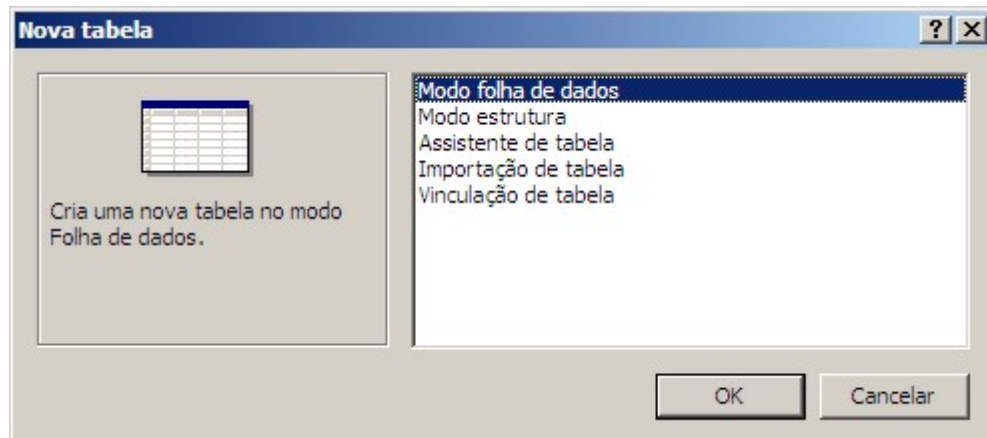 Nova tabela
Cria uma nova tabela no modo
Folha de dados.
Modo folha de dados
Modo estrutura
Assistente de tabela
Importação de tabela
Vinculação de tabela
OK
Cancelar